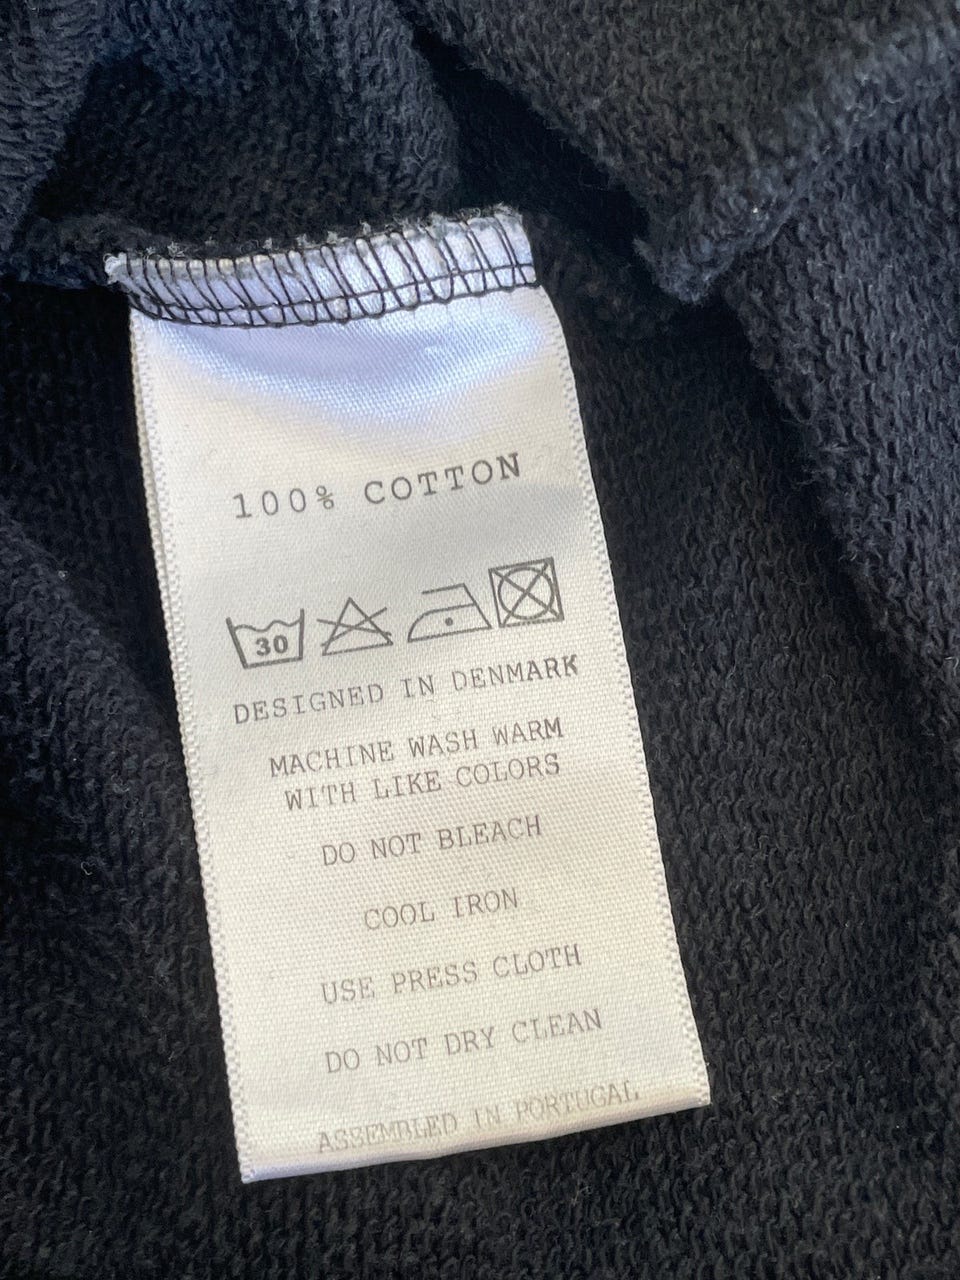 100% COTTON
30
DESIGNED IN DENMARK
MACHINE WASH WARM
WITH LIKE COLORS
DO NOT BLEACH
COOL IRON
USE PRESS CLOTH
DO NOT DRY CLEAN
ASSEMBLED IN PORTUGAL